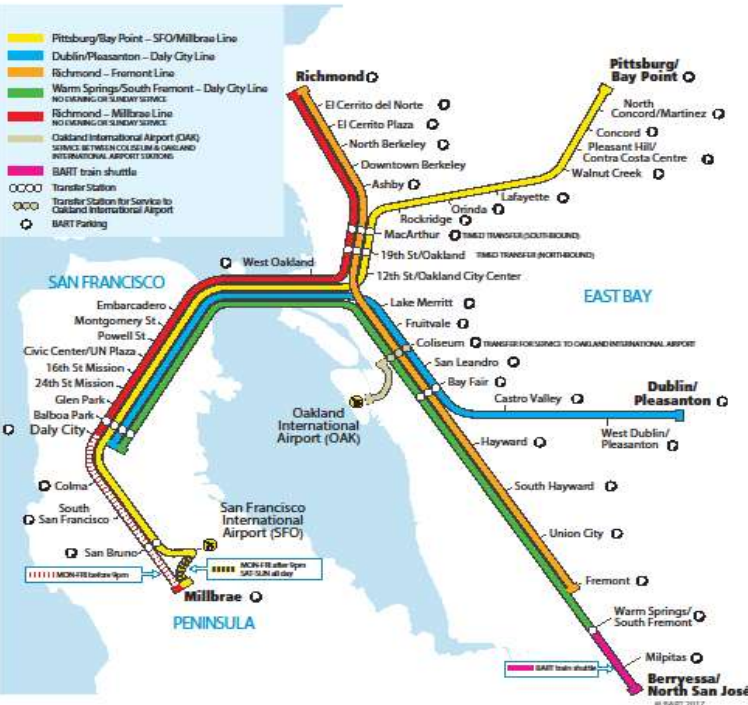 Pittsburg/Bay Point – SFO/Millbrae Line
Dublin/Pleasanton – Daly City Line
Richmond – Fremont Line
Warm Springs/South Fremont – Daly City Line
NO EVENING OR SUNDAY SERVICE
Richmond – Millbrae Line
NO EVENING OR SUNDAY SERVICE
Oakland International Airport (OAK)
SERVICE BETWEEN COLISEUM & OAKLAND
INTERNATIONAL AIRPORT STATIONS
BART train shuttle
Transfer Station
Transfer Station for Service to
Oakland International Airport
P BART Parking
Richmond P
El Cerrito del Norte P
El Cerrito Plaza P
North Berkeley P
Downtown Berkeley
Ashby P
Pittsburg/
Bay Point P
North
Concord/Martinez P
Concord P
Pleasant Hill/
Contra Costa Centre P
Walnut Creek P
Lafayette P
Orinda P
Rockridge P
MacArthur P TIMED TRANSFER (SOUTHBOUND)
19th St/Oakland TIMED TRANSFER (NORTHBOUND)
12th St/Oakland City Center
P West Oakland
SAN FRANCISCO
EAST BAY
Embarcadero
Montgomery St.
Powell St.
Civic Center/UN Plaza
16th St Mission
24th St Mission
Glen Park
Balboa Park
P Daly City
Lake Merritt P
Fruitvale P
Coliseum P TRANSFER FOR SERVICE TO OAKLAND INTERNATIONAL AIRPORT
San Leandro P
Bay Fair P
Castro Valley P
Dublin/
Pleasanton P
West Dublin/
Pleasanton P
Oakland
International
Airport (OAK)
Hayward P
South Hayward P
Union City P
Fremont P
Warm Springs/
South Fremont P
Milpitas P
BART train shuttle
Berryessa/
North San José
© BART 2017
P Colma
South
P San Francisco
P San Bruno
San Francisco
International
Airport (SFO)
MON-FRI before 9pm
MON-FRI after 9pm
SAT-SUN all day
Millbrae P
PENINSULA